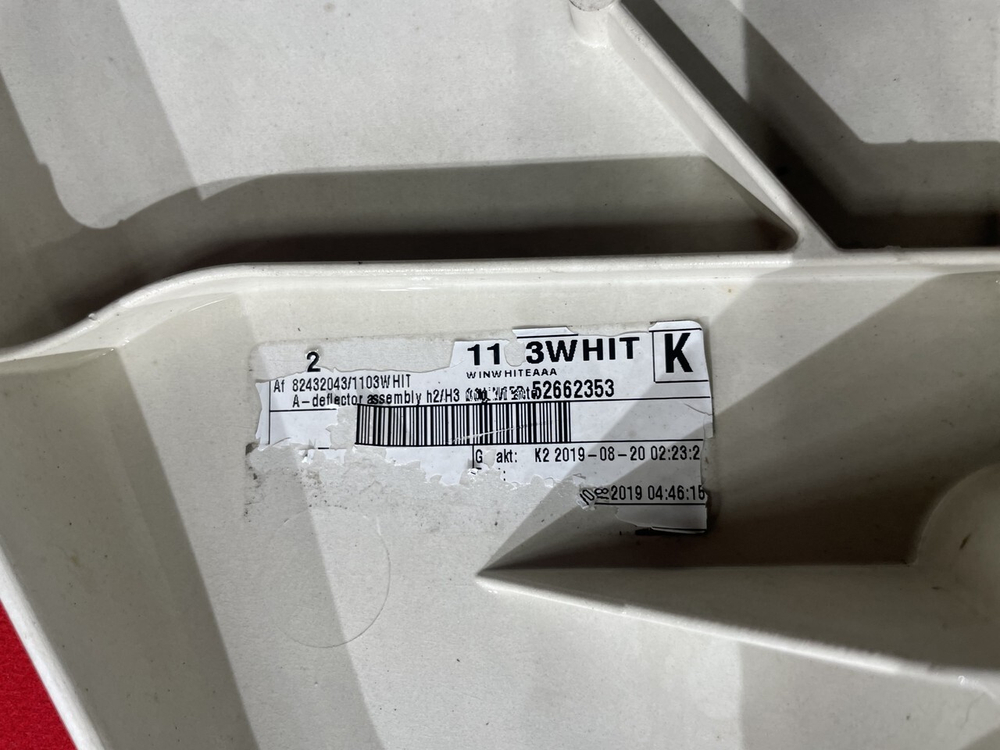 2 11 3WHIT K
WINWHITEAAA
Af 82432043/1103WHIT
A-deflector assembly h2/H3 52662353
G akt: K2 2019-08-20 02:23:2
2019 04:46:15